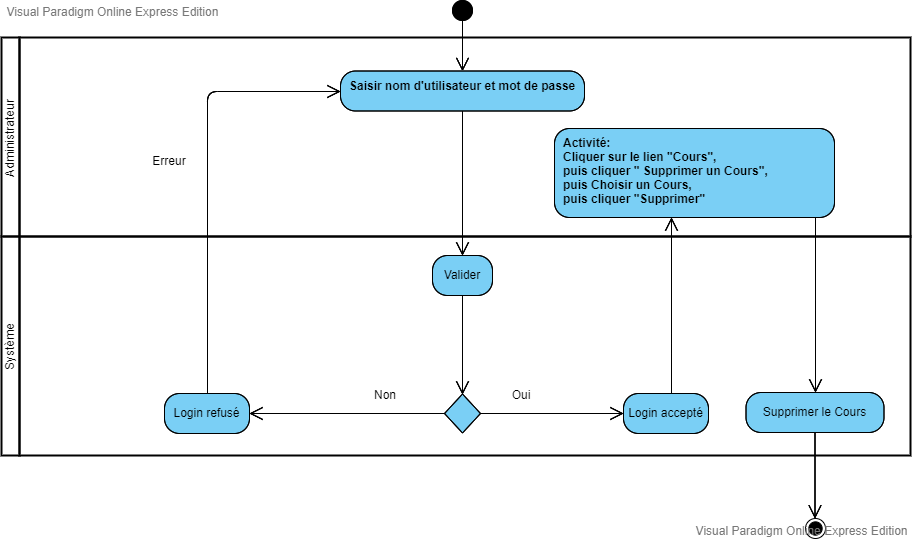 Visual Paradigm Online Express Edition
Administrateur
Saisir nom d'utilisateur et mot de passe
Erreur
Activité:
Cliquer sur le lien "Cours",
puis cliquer " Supprimer un Cours",
puis Choisir un Cours,
puis cliquer "Supprimer"
Système
Valider
Non
Oui
Login refusé
Login accepté
Supprimer le Cours
Visual Paradigm Online Express Edition